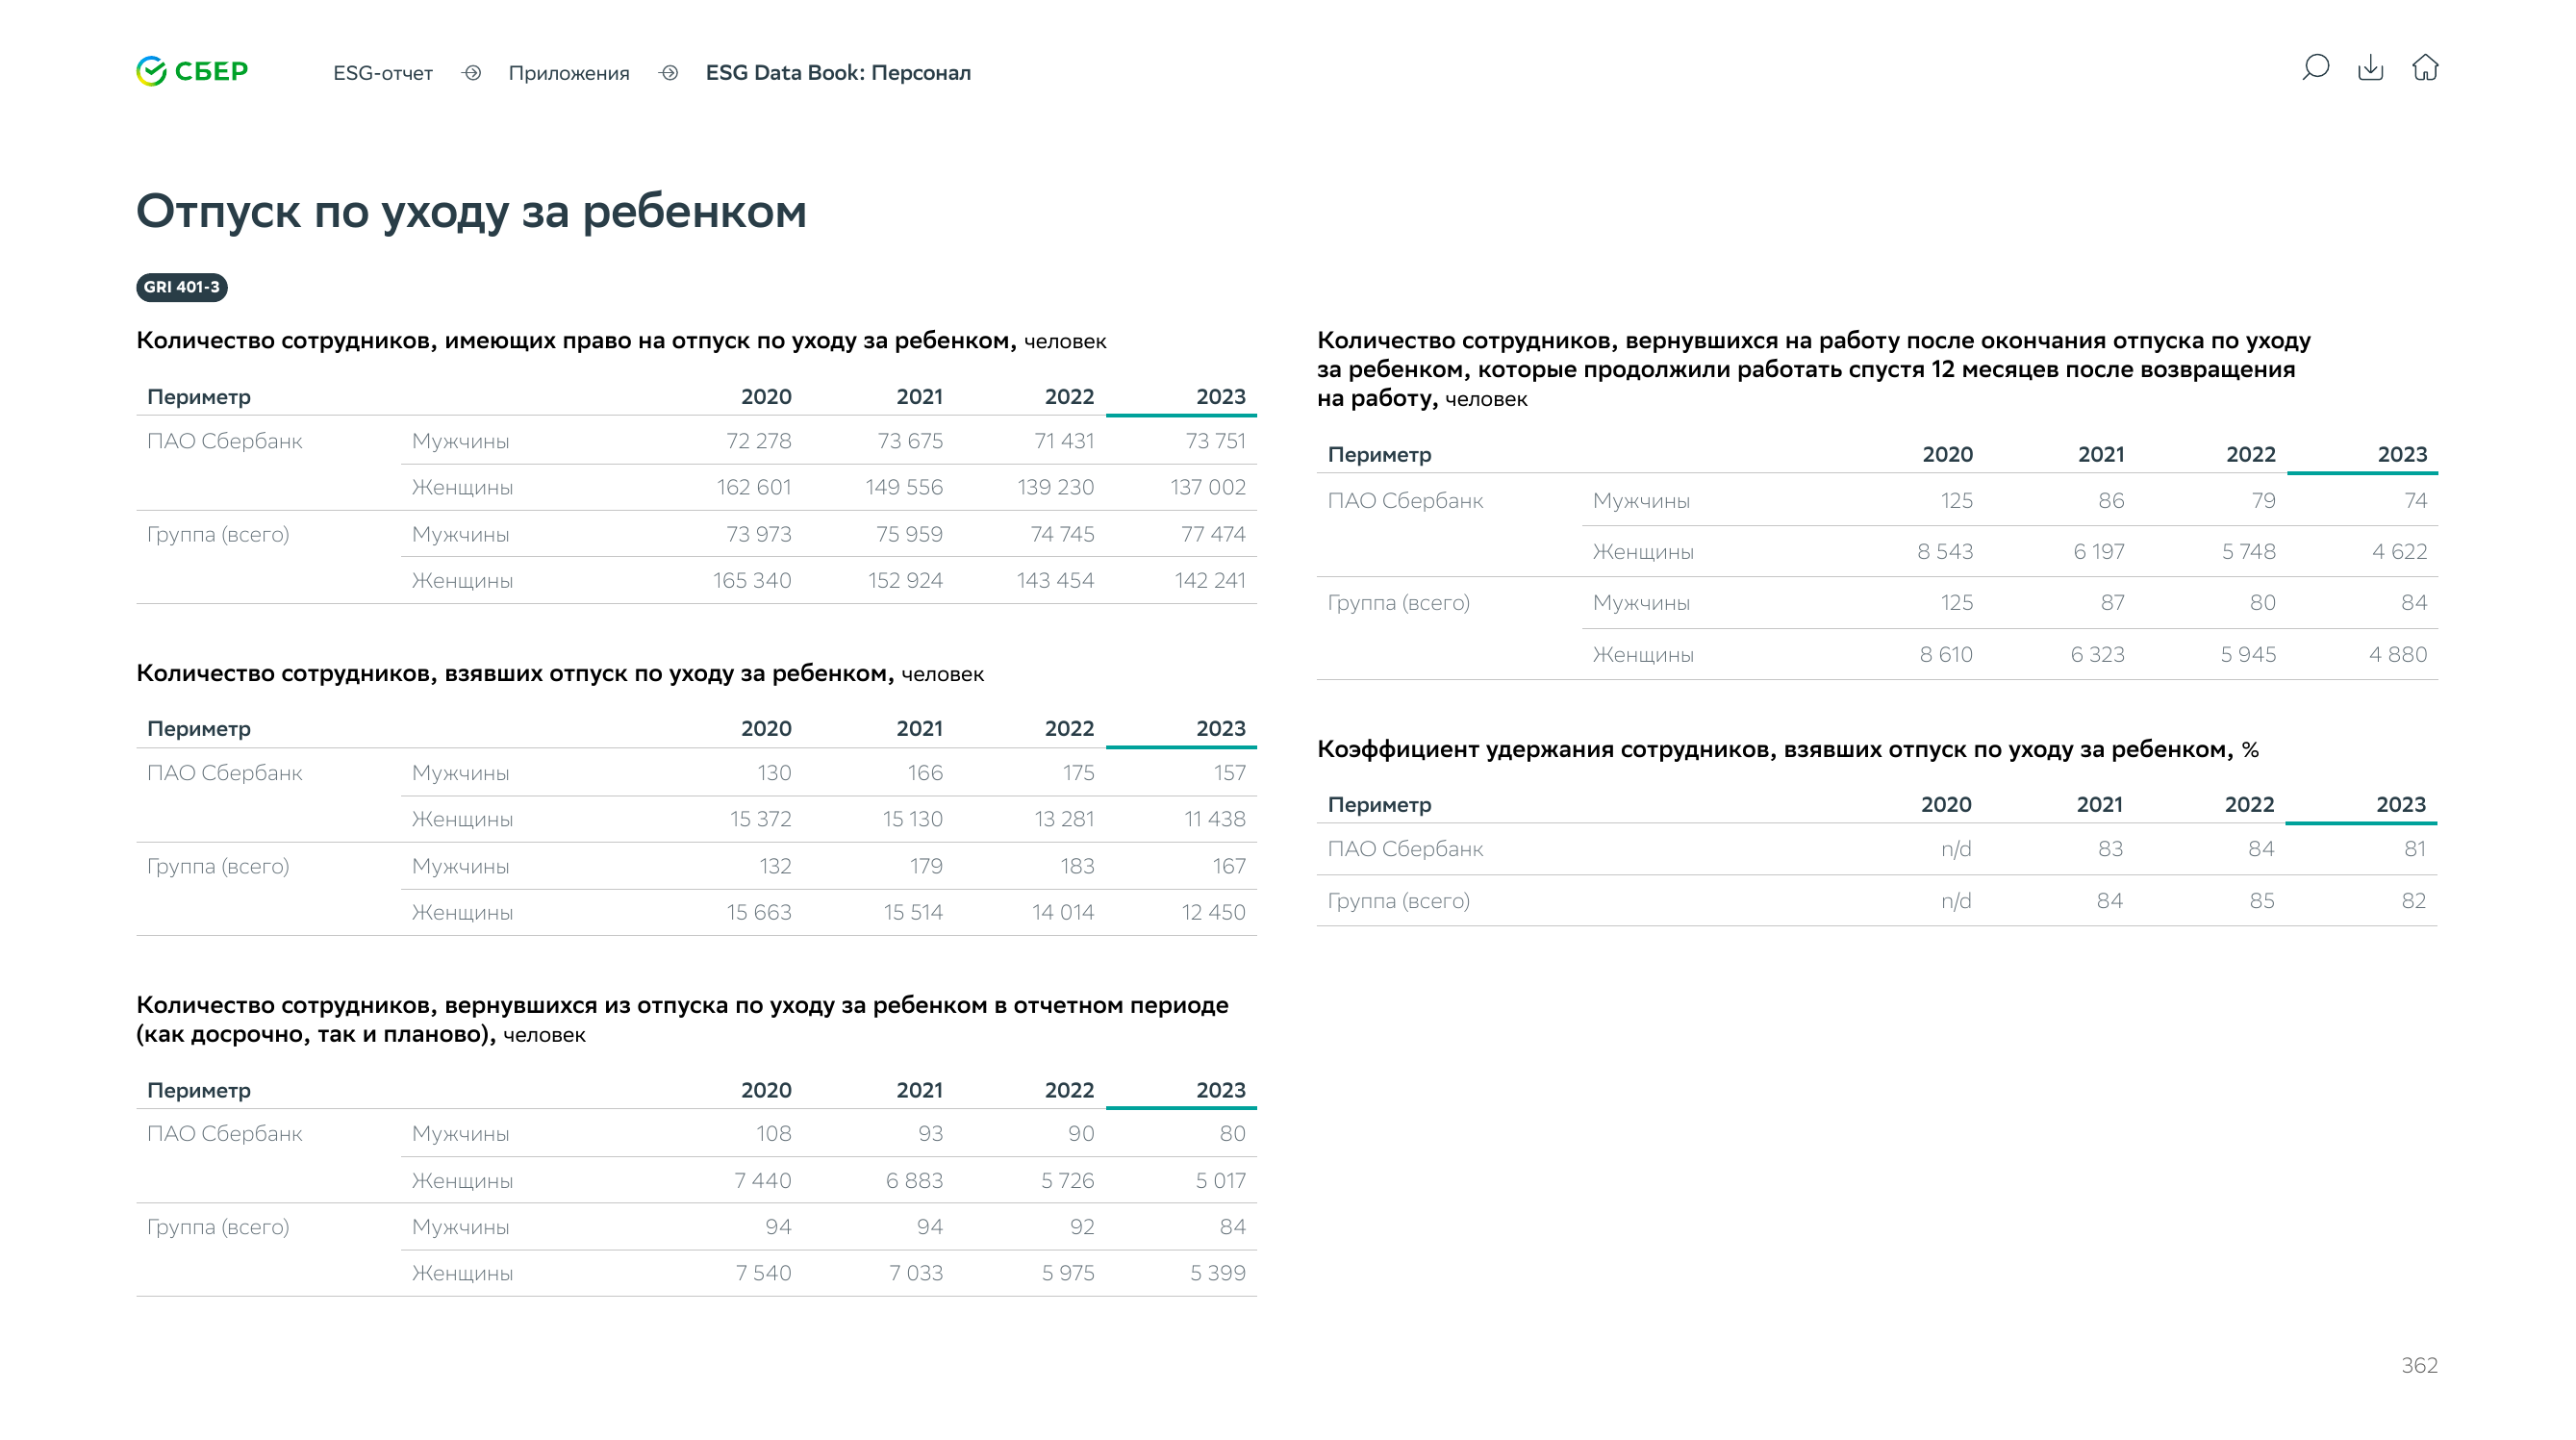 СБЕР ESG-отчет Приложения ESG Data Book: Персонал
Отпуск по уходу за ребенком
GRI 401-3
Количество сотрудников, имеющих право на отпуск по уходу за ребенком, человек
Периметр 2020 2021 2022 2023
ПАО Сбербанк Мужчины 72 278 73 675 71 431 73 751
Женщины 162 601 149 556 139 230 137 002
Группа (всего) Мужчины 73 973 75 959 74 745 77 474
Женщины 165 340 152 924 143 454 142 241
Количество сотрудников, взявших отпуск по уходу за ребенком, человек
Периметр 2020 2021 2022 2023
ПАО Сбербанк Мужчины 130 166 175 157
Женщины 15 372 15 130 13 281 11 438
Группа (всего) Мужчины 132 179 183 167
Женщины 15 663 15 514 14 014 12 450
Количество сотрудников, вернувшихся из отпуска по уходу за ребенком в отчетном периоде
(как досрочно, так и планово), человек
Периметр 2020 2021 2022 2023
ПАО Сбербанк Мужчины 108 93 90 80
Женщины 7 440 6 883 5 726 5 017
Группа (всего) Мужчины 94 94 92 84
Женщины 7 540 7 033 5 975 5 399
Количество сотрудников, вернувшихся на работу после окончания отпуска по уходу
за ребенком, которые продолжили работать спустя 12 месяцев после возвращения
на работу, человек
Периметр 2020 2021 2022 2023
ПАО Сбербанк Мужчины 125 86 79 74
Женщины 8 543 6 197 5 748 4 622
Группа (всего) Мужчины 125 87 80 84
Женщины 8 610 6 323 5 945 4 880
Коэффициент удержания сотрудников, взявших отпуск по уходу за ребенком, %
Периметр 2020 2021 2022 2023
ПАО Сбербанк n/d 83 84 81
Группа (всего) n/d 84 85 82
362